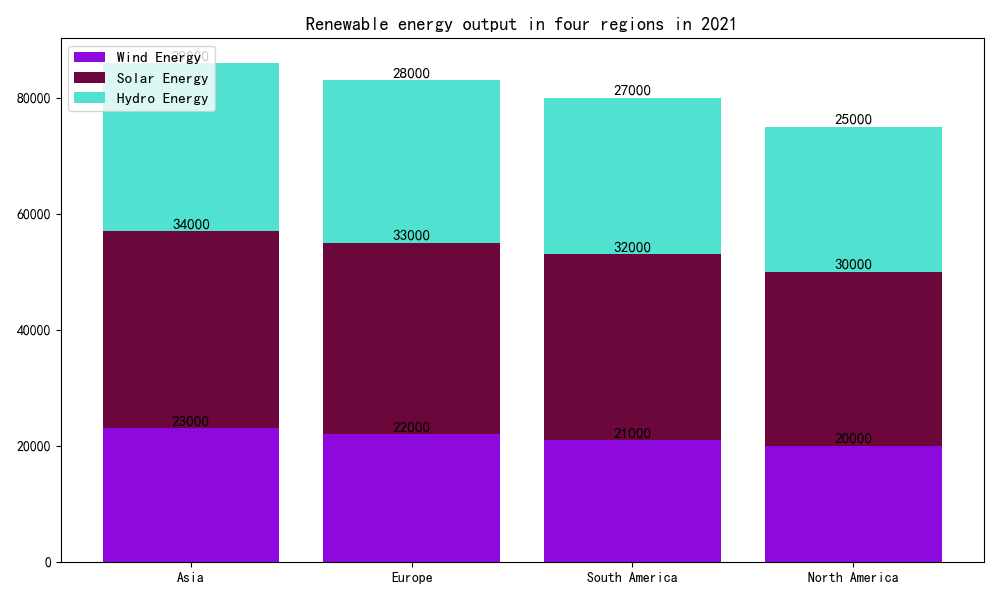 Renewable energy output in four regions in 2021
Wind Energy
Solar Energy
Hydro Energy
28000
27000
25000
34000
33000
32000
30000
23000
22000
21000
20000
80000
60000
40000
20000
0
Asia
Europe
South America
North America